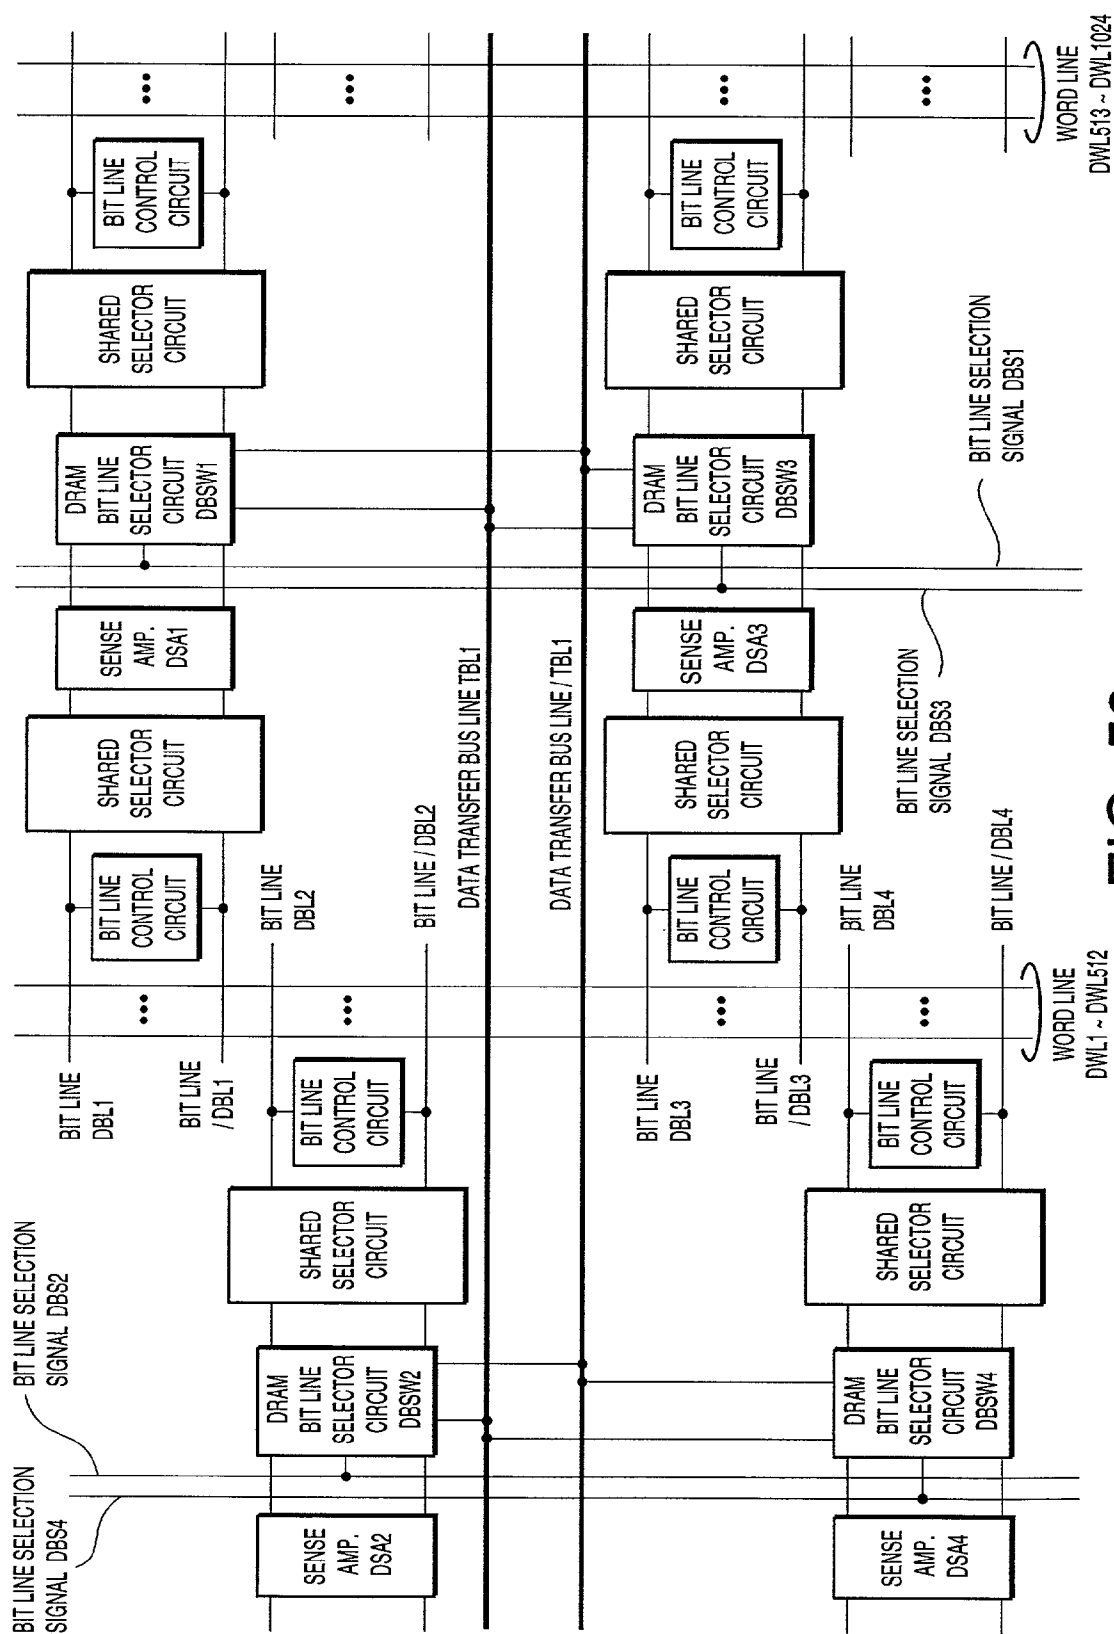 BIT LINE SELECTION
SIGNAL DBS4
BIT LINE SELECTION
SIGNAL DBS2
BIT LINE
DBL1
BIT LINE
/ DBL1
BIT LINE
CONTROL
CIRCUIT
SHARED
SELECTOR
CIRCUIT
SENSE
AMP.
DSA1
DRAM
BIT LINE
SELECTOR
CIRCUIT
DBSW1
SHARED
SELECTOR
CIRCUIT
BIT LINE
CONTROL
CIRCUIT
SENSE
AMP.
DSA2
DRAM
BIT LINE
SELECTOR
CIRCUIT
DBSW2
SHARED
SELECTOR
CIRCUIT
BIT LINE
CONTROL
CIRCUIT
BIT LINE
DBL2
BIT LINE / DBL2
DATA TRANSFER BUS LINE TBL1
DATA TRANSFER BUS LINE / TBL1
BIT LINE
DBL3
BIT LINE
/ DBL3
BIT LINE
CONTROL
CIRCUIT
SHARED
SELECTOR
CIRCUIT
SENSE
AMP.
DSA3
DRAM
BIT LINE
SELECTOR
CIRCUIT
DBSW3
SHARED
SELECTOR
CIRCUIT
BIT LINE
CONTROL
CIRCUIT
SENSE
AMP.
DSA4
DRAM
BIT LINE
SELECTOR
CIRCUIT
DBSW4
SHARED
SELECTOR
CIRCUIT
BIT LINE
CONTROL
CIRCUIT
BIT LINE
DBL4
BIT LINE / DBL4
BIT LINE SELECTION
SIGNAL DBS3
BIT LINE SELECTION
SIGNAL DBS1
WORD LINE
DWL1 ~ DWL512
WORD LINE
DWL513 ~ DWL1024